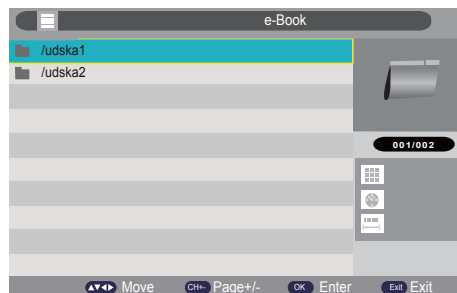 e-Book
/udska1
/udska2
001/002
▲▼◄► Move CH+- Page+/- OK Enter Exit Exit